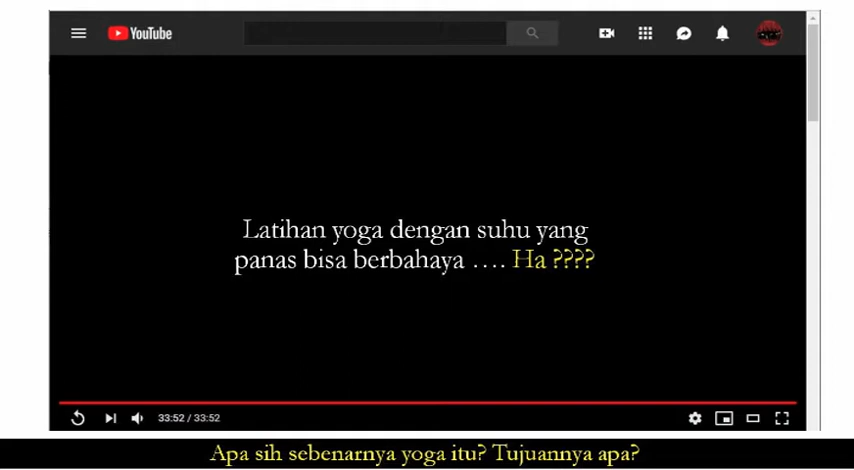 YouTube
Latihan yoga dengan suhu yang
panas bisa berbahaya …. Ha ????
33:52 / 33:52
Apa sih sebenarnya yoga itu? Tujuannya apa?